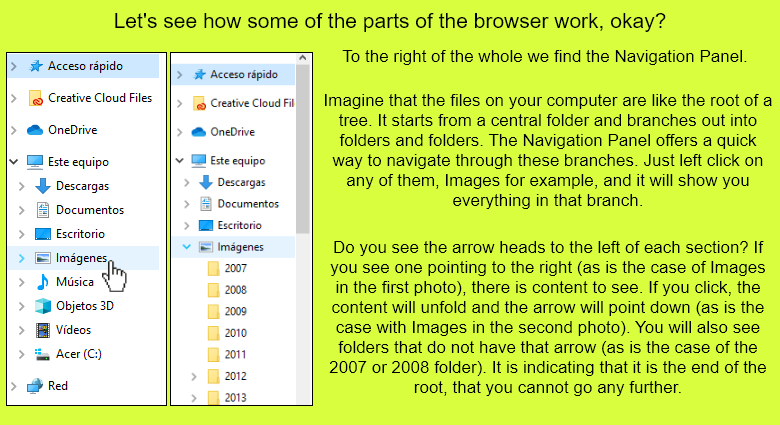 Let's see how some of the parts of the browser work, okay?
Acceso rápido
Creative Cloud Files
OneDrive
Este equipo
Descargas
Documentos
Escritorio
Imágenes
Música
Objetos 3D
Vídeos
Acer (C:)
Red
Acceso rápido
Creative Cloud Fil
OneDrive
Este equipo
Descargas
Documentos
Escritorio
Imágenes
2007
2008
2009
2010
2011
2012
2013
To the right of the whole we find the Navigation Panel.
Imagine that the files on your computer are like the root of a
tree. It starts from a central folder and branches out into
folders and folders. The Navigation Panel offers a quick
way to navigate through these branches. Just left click on
any of them, Images for example, and it will show you
everything in that branch.
Do you see the arrow heads to the left of each section? If
you see one pointing to the right (as is the case of Images
in the first photo), there is content to see. If you click, the
content will unfold and the arrow will point down (as is the
case with Images in the second photo). You will also see
folders that do not have that arrow (as is the case of the
2007 or 2008 folder). It is indicating that it is the end of the
root, that you cannot go any further.